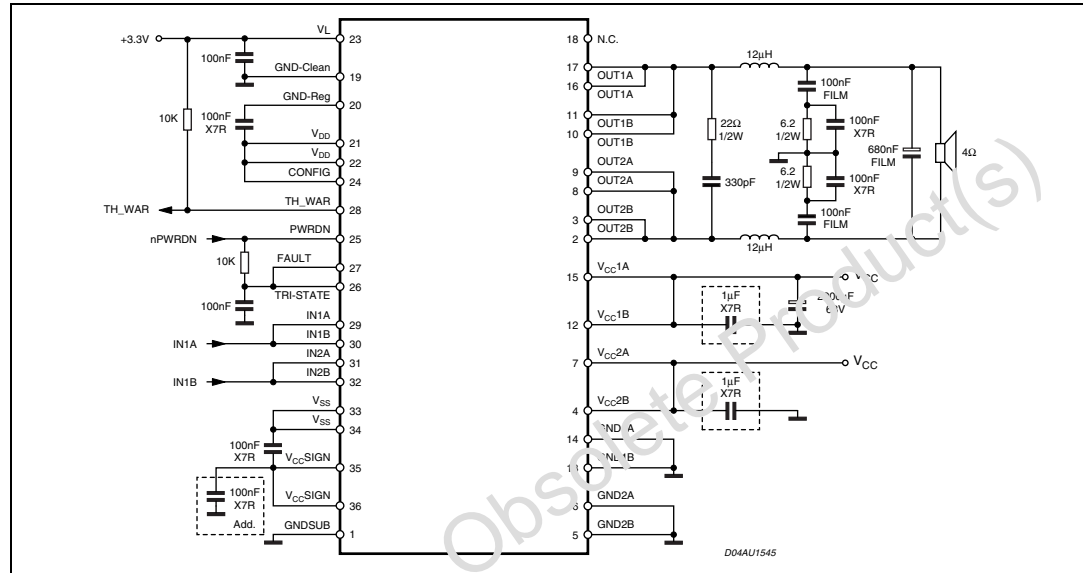 +3.3V
VL
23
100nF
GND-Clean
19
GND-Reg
20
10K
100nF
X7R
VDD
21
VDD
22
CONFIG
24
TH_WAR
TH_WAR
28
nPWRDN
PWRDN
25
10K
FAULT
27
26
TRI-STATE
100nF
IN1A
29
IN1A
IN1B
30
IN2A
31
IN1B
IN2B
32
VSS
33
VSS
34
100nF
X7R
VCCSIGN
35
100nF
X7R
Add.
VCCSIGN
36
GNDSUB
1
18
N.C.
17
OUT1A
16
OUT1A
11
OUT1B
10
OUT1B
OUT2A
9
OUT2A
8
OUT2B
3
OUT2B
2
12µH
22Ω
1/2W
330pF
100nF
FILM
6.2
1/2W
100nF
X7R
6.2
1/2W
100nF
X7R
100nF
FILM
680nF
FILM
4Ω
12µH
15
VCC1A
VCC
1µF
X7R
12
VCC1B
7
VCC2A
VCC
1µF
X7R
4
VCC2B
14
13
6
GND2A
5
GND2B
D04AU1545
Obsolete Product(s)